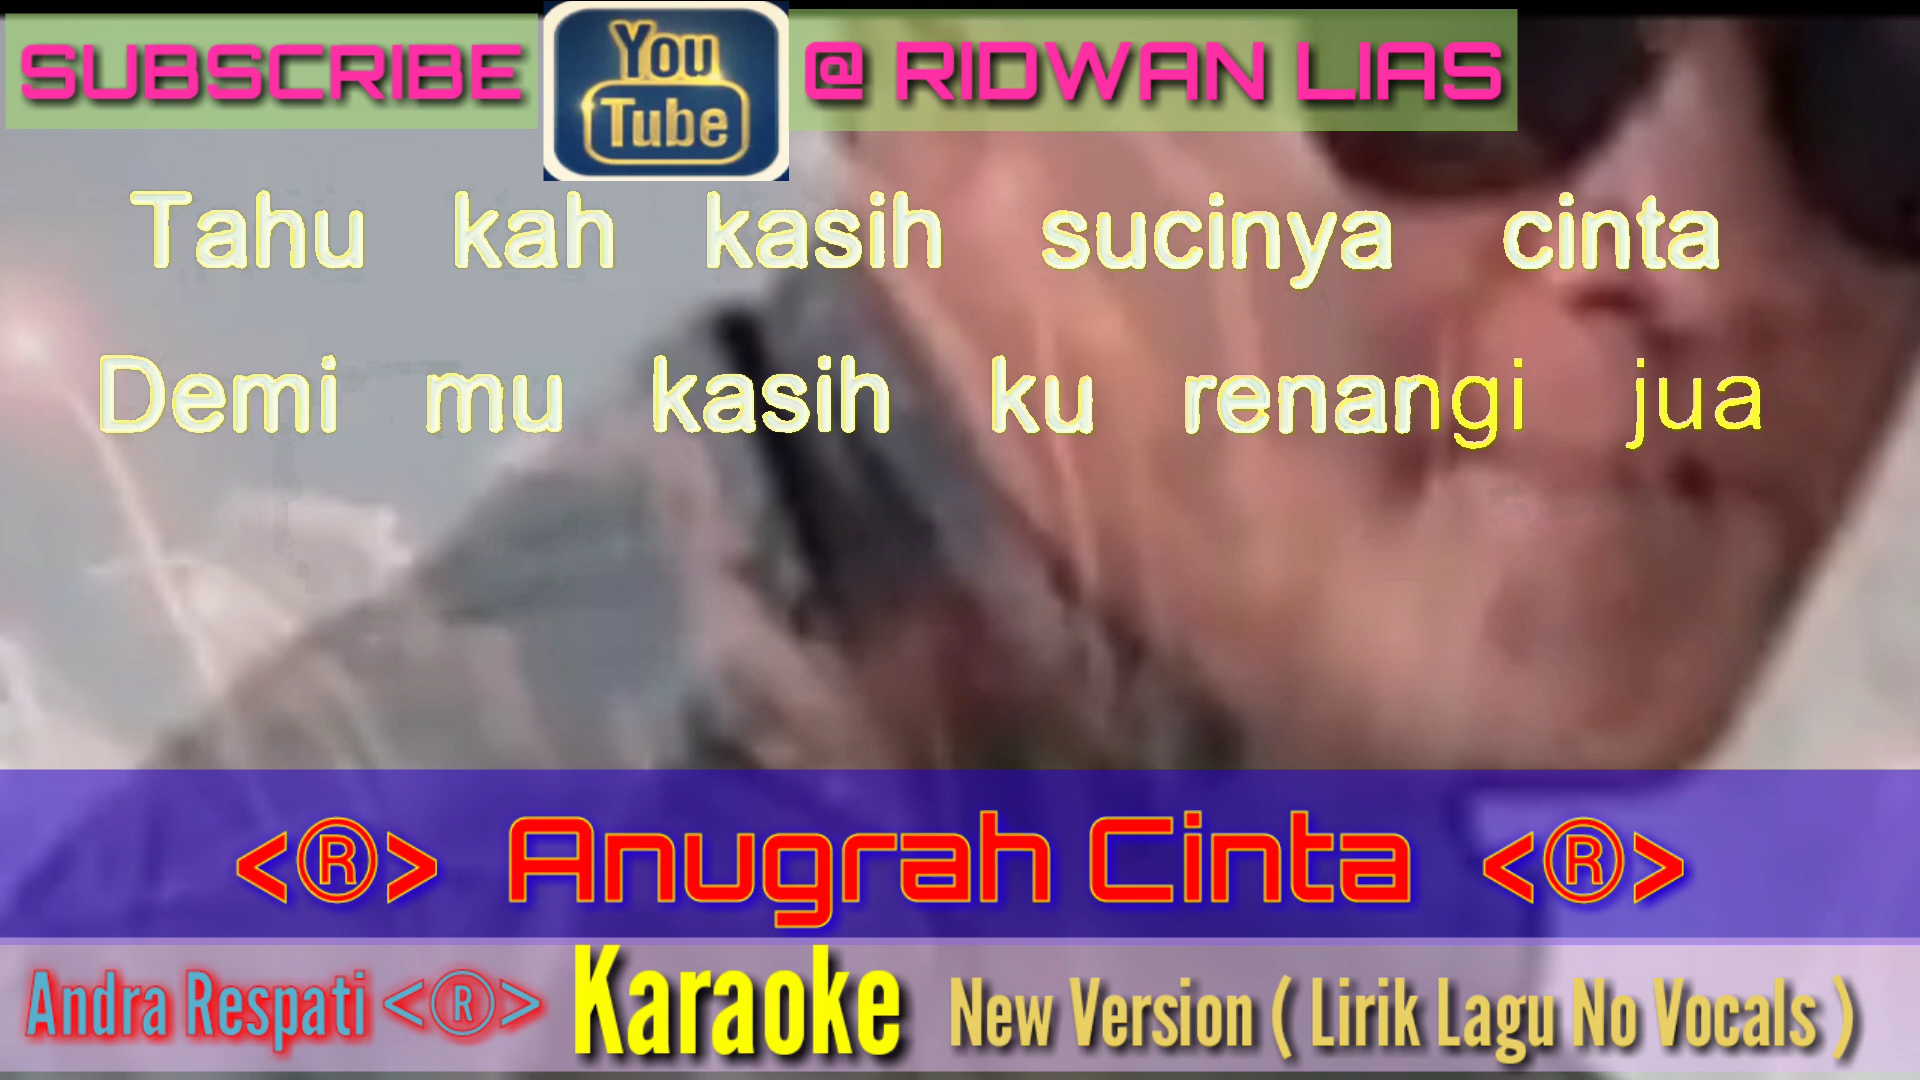 SUBSCRIBE You Tube @ RIDWAN LIAS
Tahu kah kasih sucinya cinta
Demi mu kasih ku renangi jua
<®> Anugrah Cinta <®>
Andra Respati <®> Karaoke New Version ( Lirik Lagu No Vocals )